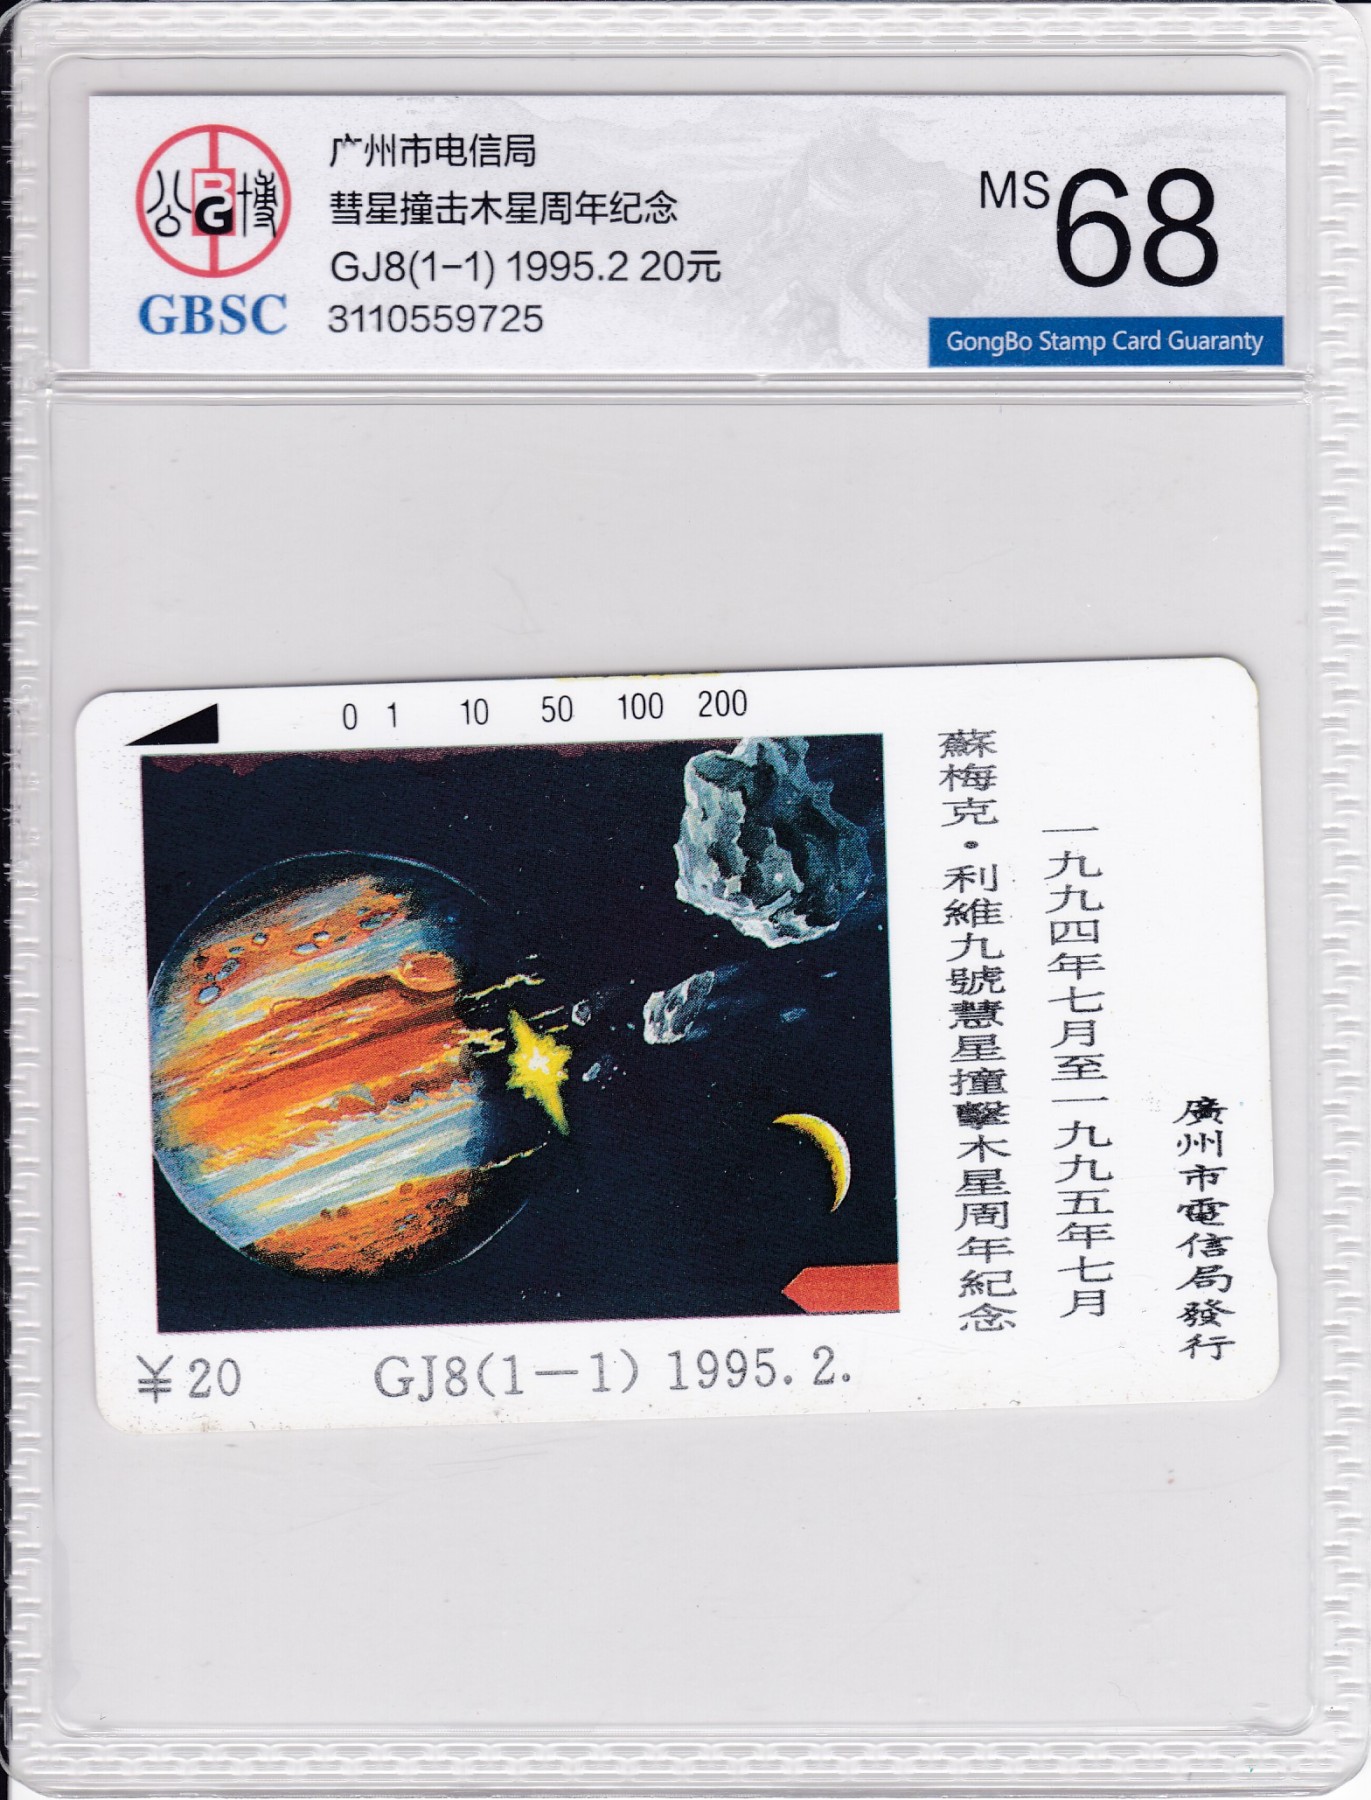 公博
BG
GBSC
广州市电信局
彗星撞击木星周年纪念
GJ8(1-1) 1995.2 20元
3110559725
MS 68
GongBo Stamp Card Guaranty
0 1 10 50 100 200
蘇梅克·利維九號慧星撞擊木星周年紀念
一九九四年七月至一九九五年七月
廣州市電信局發行
¥20 GJ8(1-1) 1995.2.